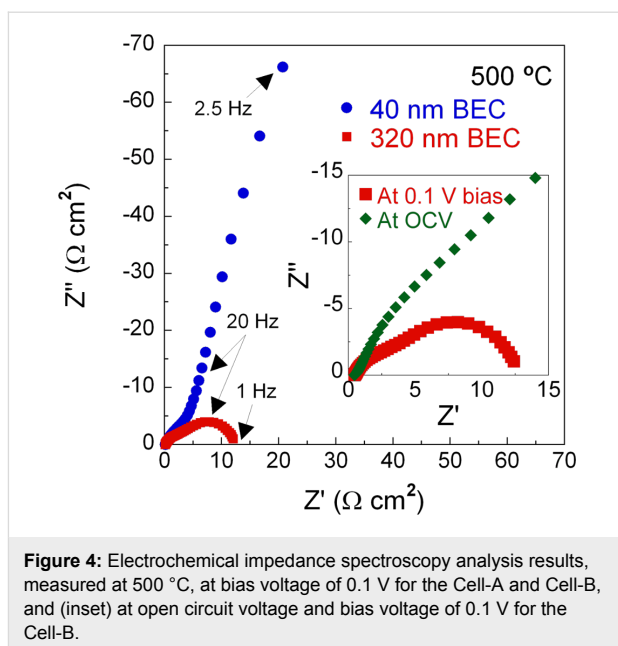 -70
-60
-50
-40
-30
-20
-10
0
Z" (Ω cm²)
0 10 20 30 40 50 60 70
Z' (Ω cm²)
500 ºC
40 nm BEC
320 nm BEC
2.5 Hz
20 Hz
1 Hz
-15
-10
-5
0
Z"
0 5 10 15
Z'
At 0.1 V bias
At OCV
Figure 4: Electrochemical impedance spectroscopy analysis results,
measured at 500 °C, at bias voltage of 0.1 V for the Cell-A and Cell-B,
and (inset) at open circuit voltage and bias voltage of 0.1 V for the
Cell-B.